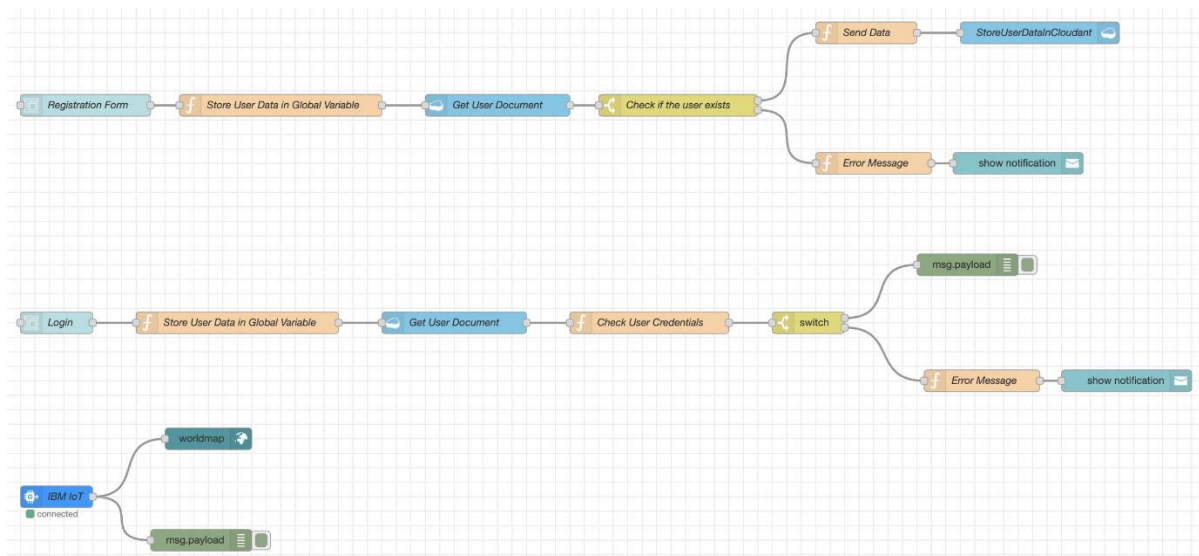 Send Data
StoreUserDataInCloudant
Registration Form
Store User Data in Global Variable
Get User Document
Check if the user exists
Error Message
show notification
msg.payload
Login
Store User Data in Global Variable
Get User Document
Check User Credentials
switch
Error Message
show notification
worldmap
IBM IoT
connected
msg.payload